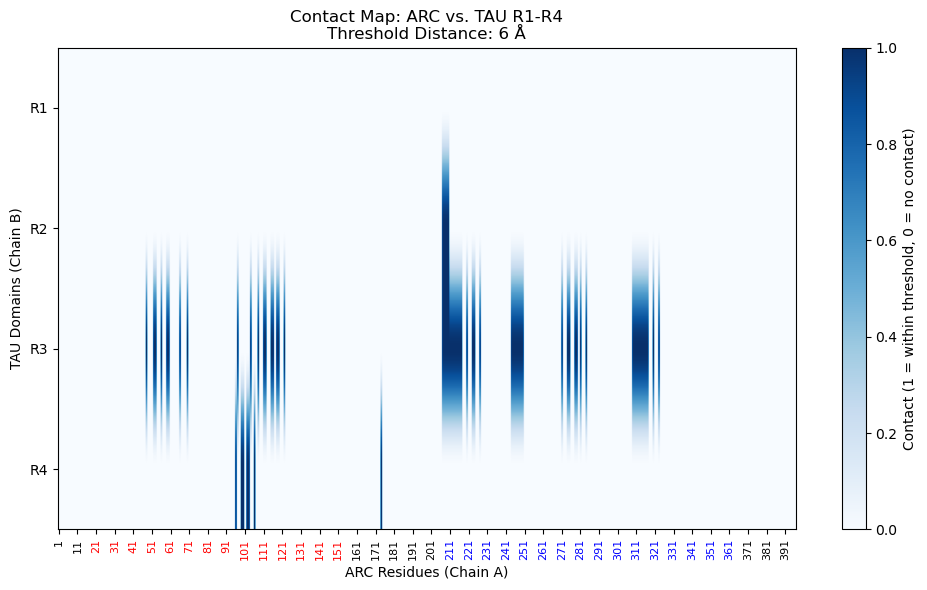 Contact Map: ARC vs. TAU R1-R4
Threshold Distance: 6 Å
TAU Domains (Chain B)
R1
R2
R3
R4
1 11 21 31 41 51 61 71 81 91 101 111 121 131 141 151 161 171 181 191 201 211 221 231 241 251 261 271 281 291 301 311 321 331 341 351 361 371 381 391
ARC Residues (Chain A)
1.0
0.8
0.6
0.4
0.2
0.0
Contact (1 = within threshold, 0 = no contact)